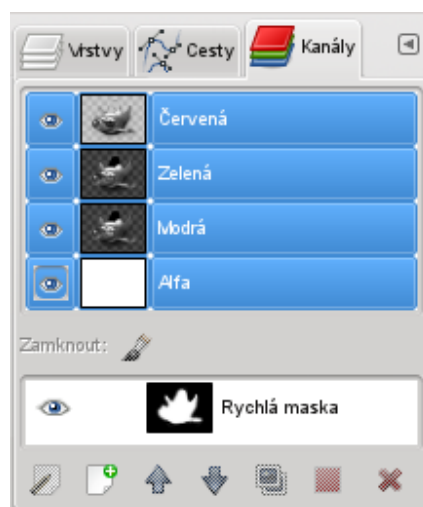 Vrstvy Cesty Kanály
Červená
Zelená
Modrá
Alfa
Zamknout:
Rychlá maska